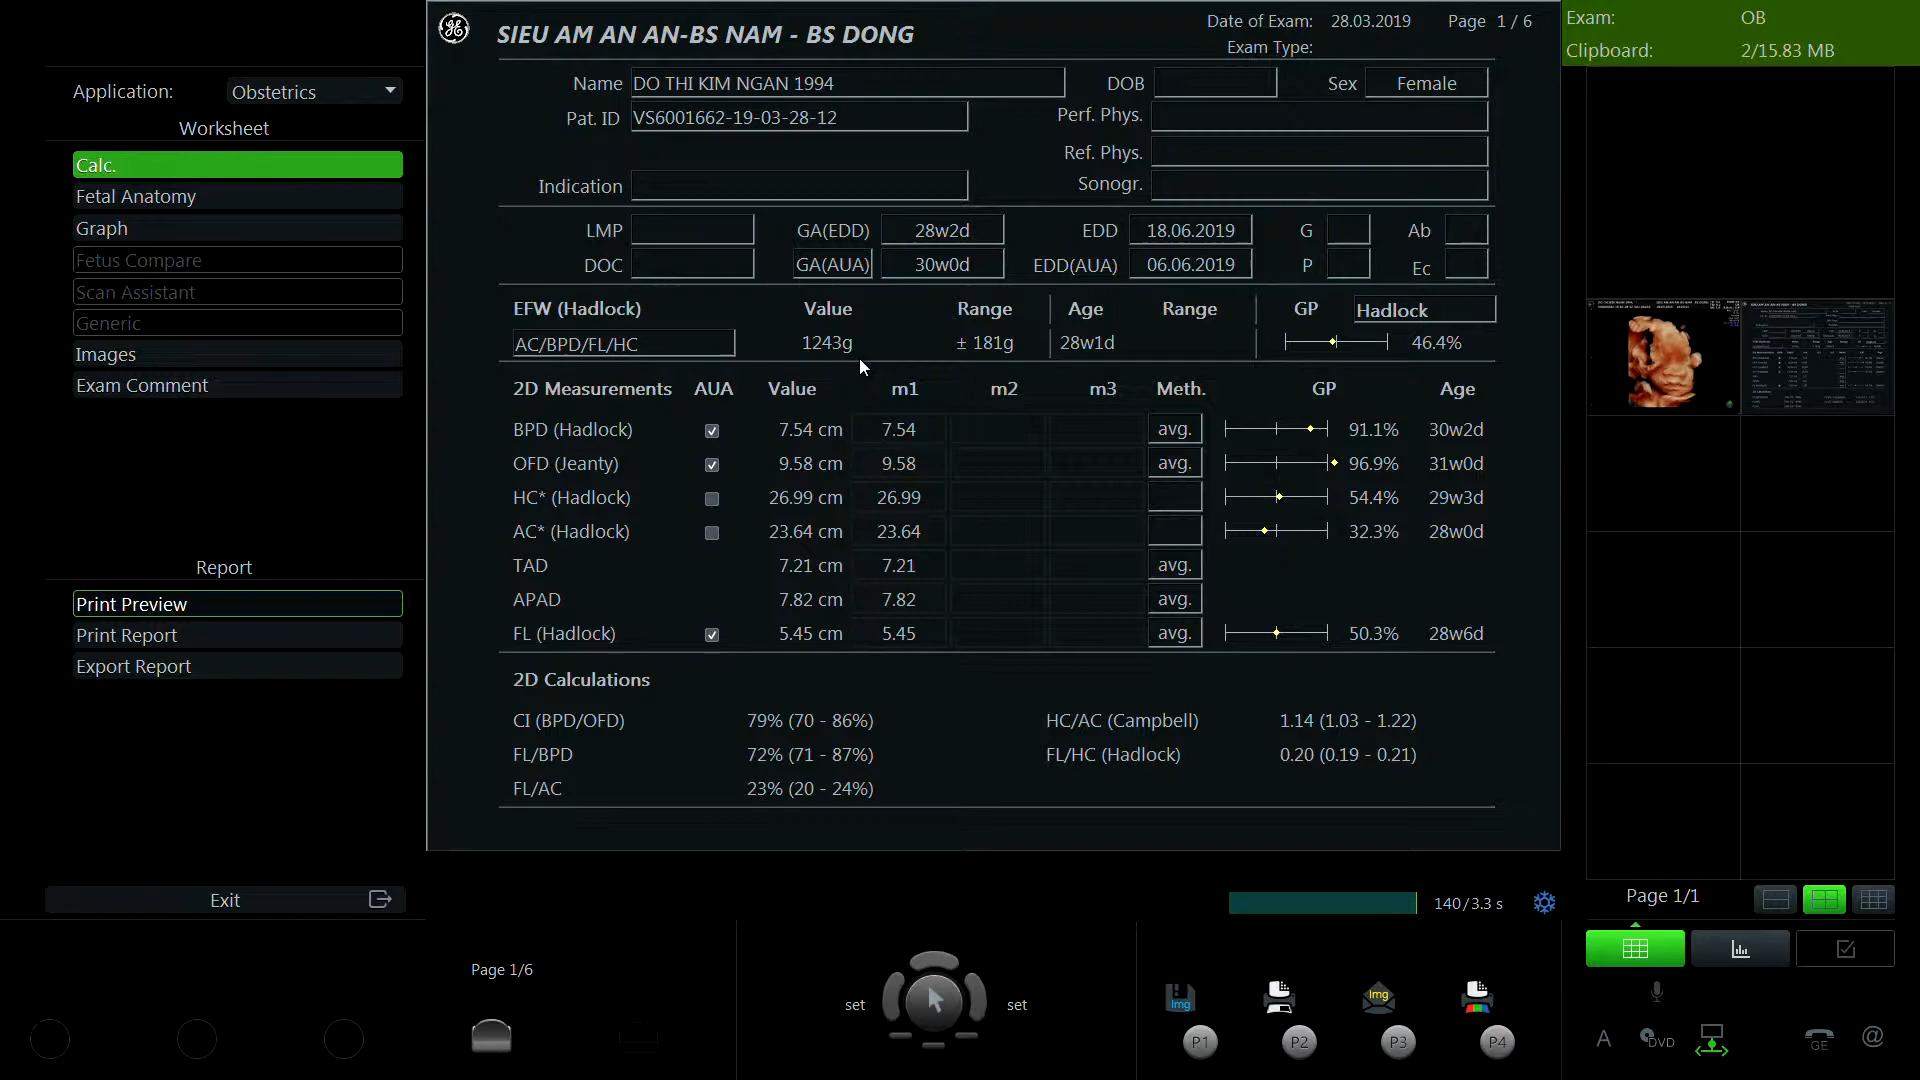 SIEU AM AN AN-BS NAM - BS DONG
Date of Exam: 28.03.2019 Page 1 / 6
Exam Type:
Exam: OB
Clipboard: 2/15.83 MB
Application: Obstetrics
Worksheet
Calc.
Fetal Anatomy
Graph
Fetus Compare
Scan Assistant
Generic
Images
Exam Comment
Report
Print Preview
Print Report
Export Report
Exit
Name DO THI KIM NGAN 1994 DOB Sex Female
Pat. ID VS6001662-19-03-28-12 Perf. Phys.
Ref. Phys.
Indication Sonogr.
LMP GA(EDD) 28w2d EDD 18.06.2019 G Ab
DOC GA(AUA) 30w0d EDD(AUA) 06.06.2019 P Ec
EFW (Hadlock) Value Range Age Range GP Hadlock
AC/BPD/FL/HC 1243g ± 181g 28w1d 46.4%
2D Measurements AUA Value m1 m2 m3 Meth. GP Age
BPD (Hadlock) 7.54 cm 7.54 avg. 91.1% 30w2d
OFD (Jeanty) 9.58 cm 9.58 avg. 96.9% 31w0d
HC* (Hadlock) 26.99 cm 26.99 54.4% 29w3d
AC* (Hadlock) 23.64 cm 23.64 32.3% 28w0d
TAD 7.21 cm 7.21 avg.
APAD 7.82 cm 7.82 avg.
FL (Hadlock) 5.45 cm 5.45 avg. 50.3% 28w6d
2D Calculations
CI (BPD/OFD) 79% (70 - 86%) HC/AC (Campbell) 1.14 (1.03 - 1.22)
FL/BPD 72% (71 - 87%) FL/HC (Hadlock) 0.20 (0.19 - 0.21)
FL/AC 23% (20 - 24%)
140/3.3 s
Page 1/1
Page 1/6
set set
Img Img
P1 P2 P3 P4
A DVD GE @